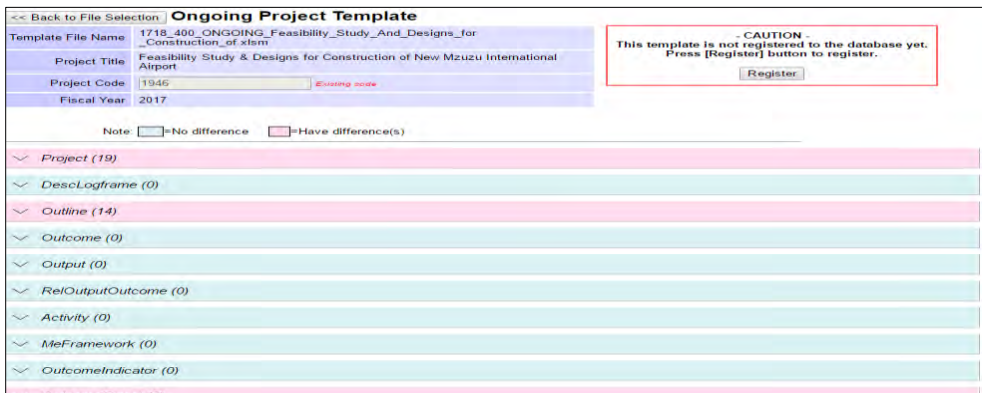 << Back to File Selection Ongoing Project Template
Template File Name 1718_400_ONGOING_Feasibility_Study_And_Designs_for
_Construction_of.xlsm
Project Title Feasibility Study & Designs for Construction of New Mzuzu International
Airport
Project Code 1946 Existing code
Fiscal Year 2017
- CAUTION -
This template is not registered to the database yet.
Press [Register] button to register.
Register
Note: =No difference =Have difference(s)
Project (19)
DescLogframe (0)
Outline (14)
Outcome (0)
Output (0)
RelOutputOutcome (0)
Activity (0)
MeFramework (0)
OutcomeIndicator (0)